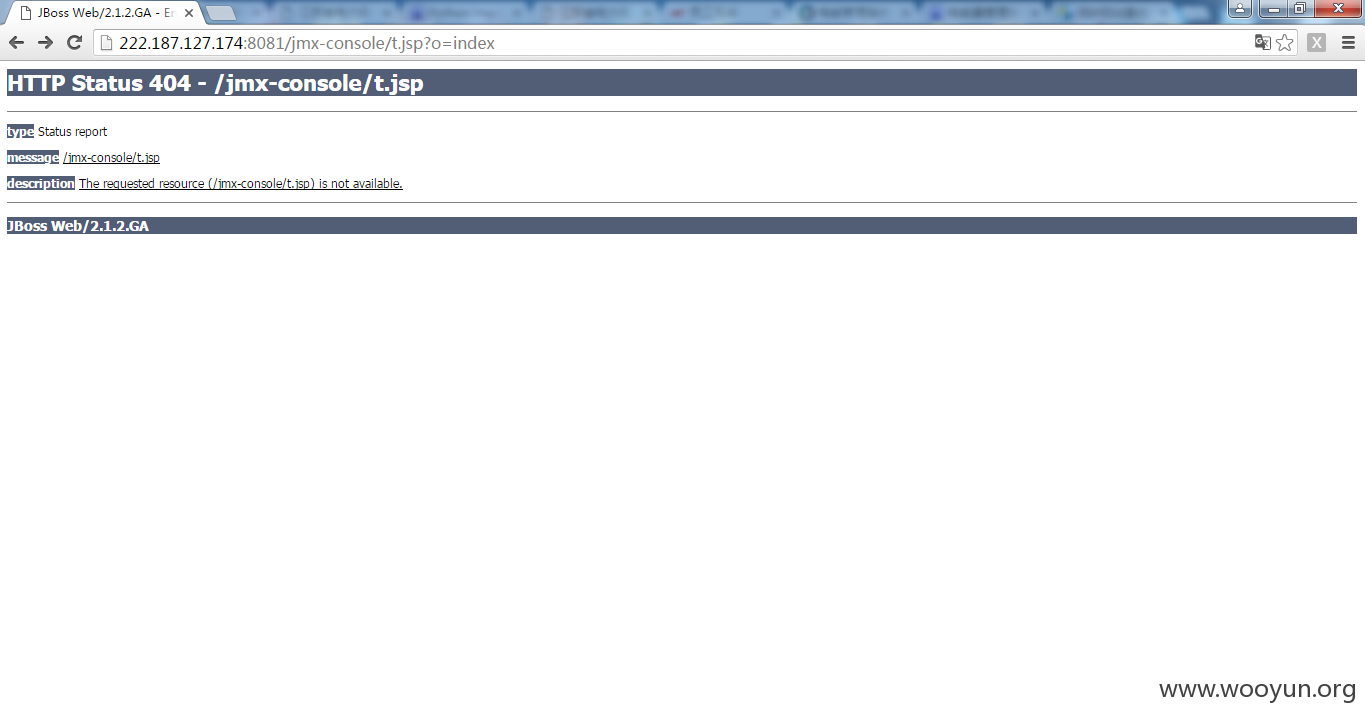 JBoss Web/2.1.2.GA - Er
222.187.127.174:8081/jmx-console/t.jsp?o=index
HTTP Status 404 - /jmx-console/t.jsp
type Status report
message /jmx-console/t.jsp
description The requested resource (/jmx-console/t.jsp) is not available.
JBoss Web/2.1.2.GA
www.wooyun.org